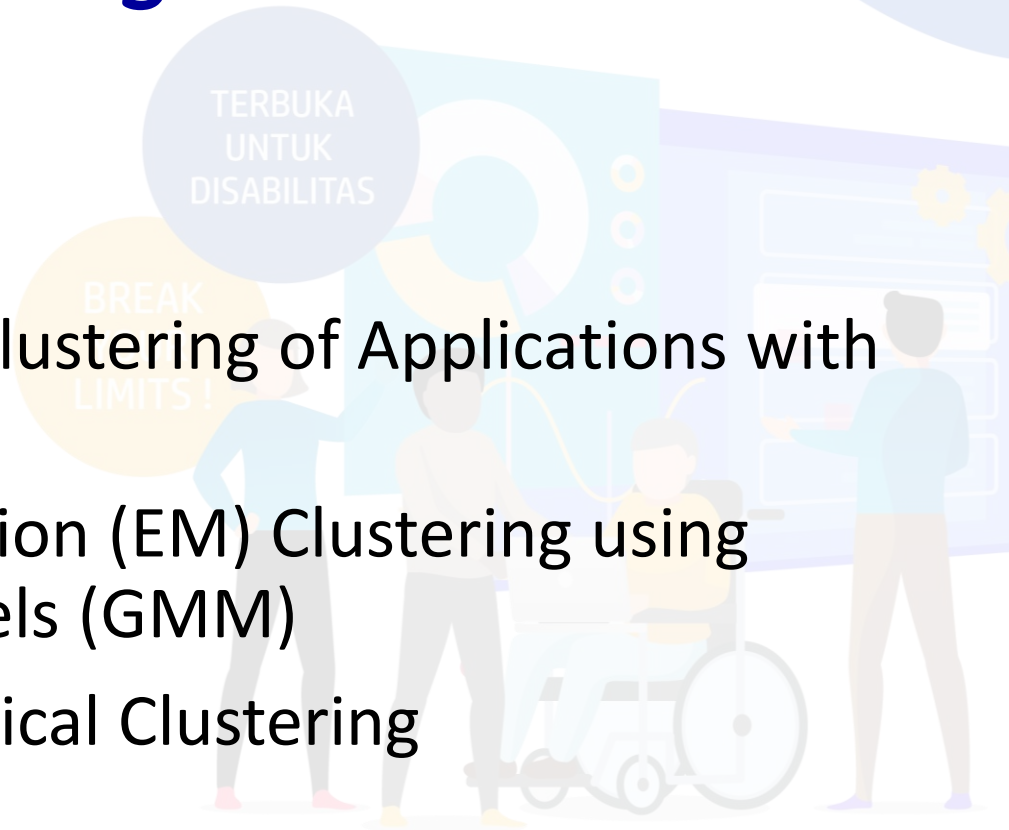 g
TERBUKA
UNTUK
DISABILITAS
BREAK
LIMITS !
lustering of Applications with
ion (EM) Clustering using
els (GMM)
ical Clustering